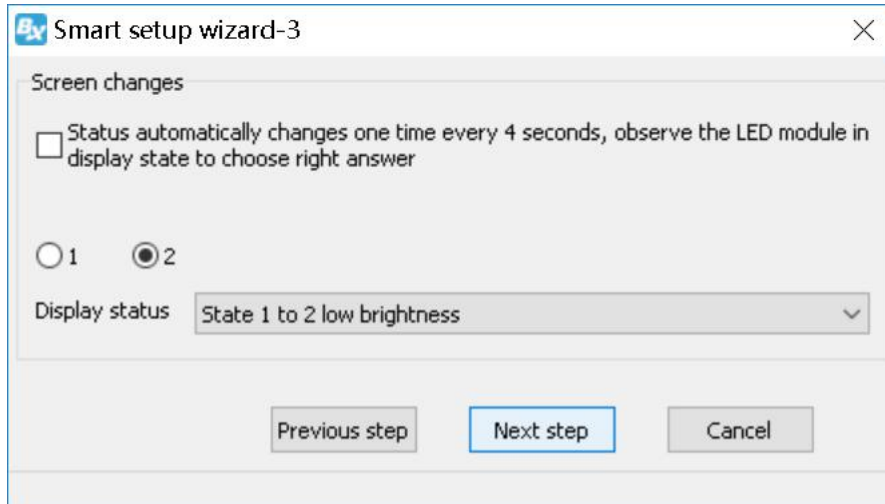 BX Smart setup wizard-3
Screen changes
Status automatically changes one time every 4 seconds, observe the LED module in
display state to choose right answer
1 2
Display status State 1 to 2 low brightness
Previous step Next step Cancel